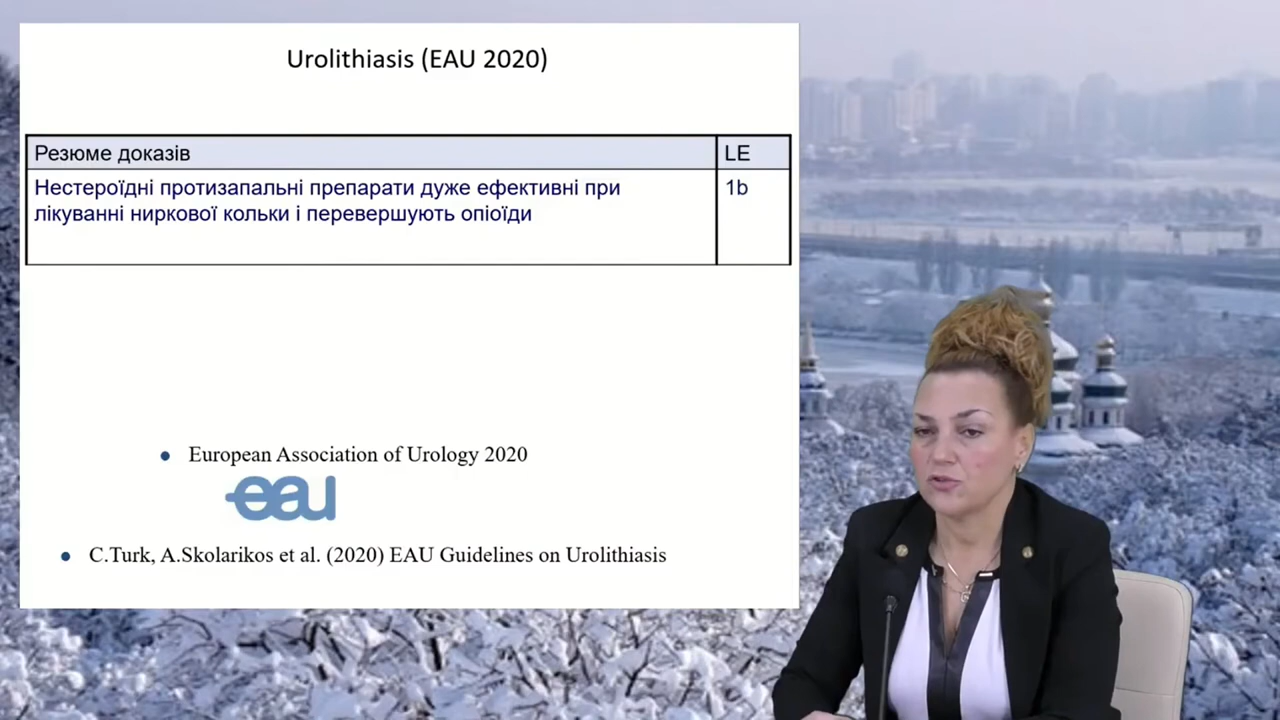 Urolithiasis (EAU 2020)
Резюме доказів
LE
Нестероїдні протизапальні препарати дуже ефективні при
лікуванні ниркової кольки і перевершують опіоїди
1b
European Association of Urology 2020
eau
C.Turk, A.Skolarikos et al. (2020) EAU Guidelines on Urolithiasis